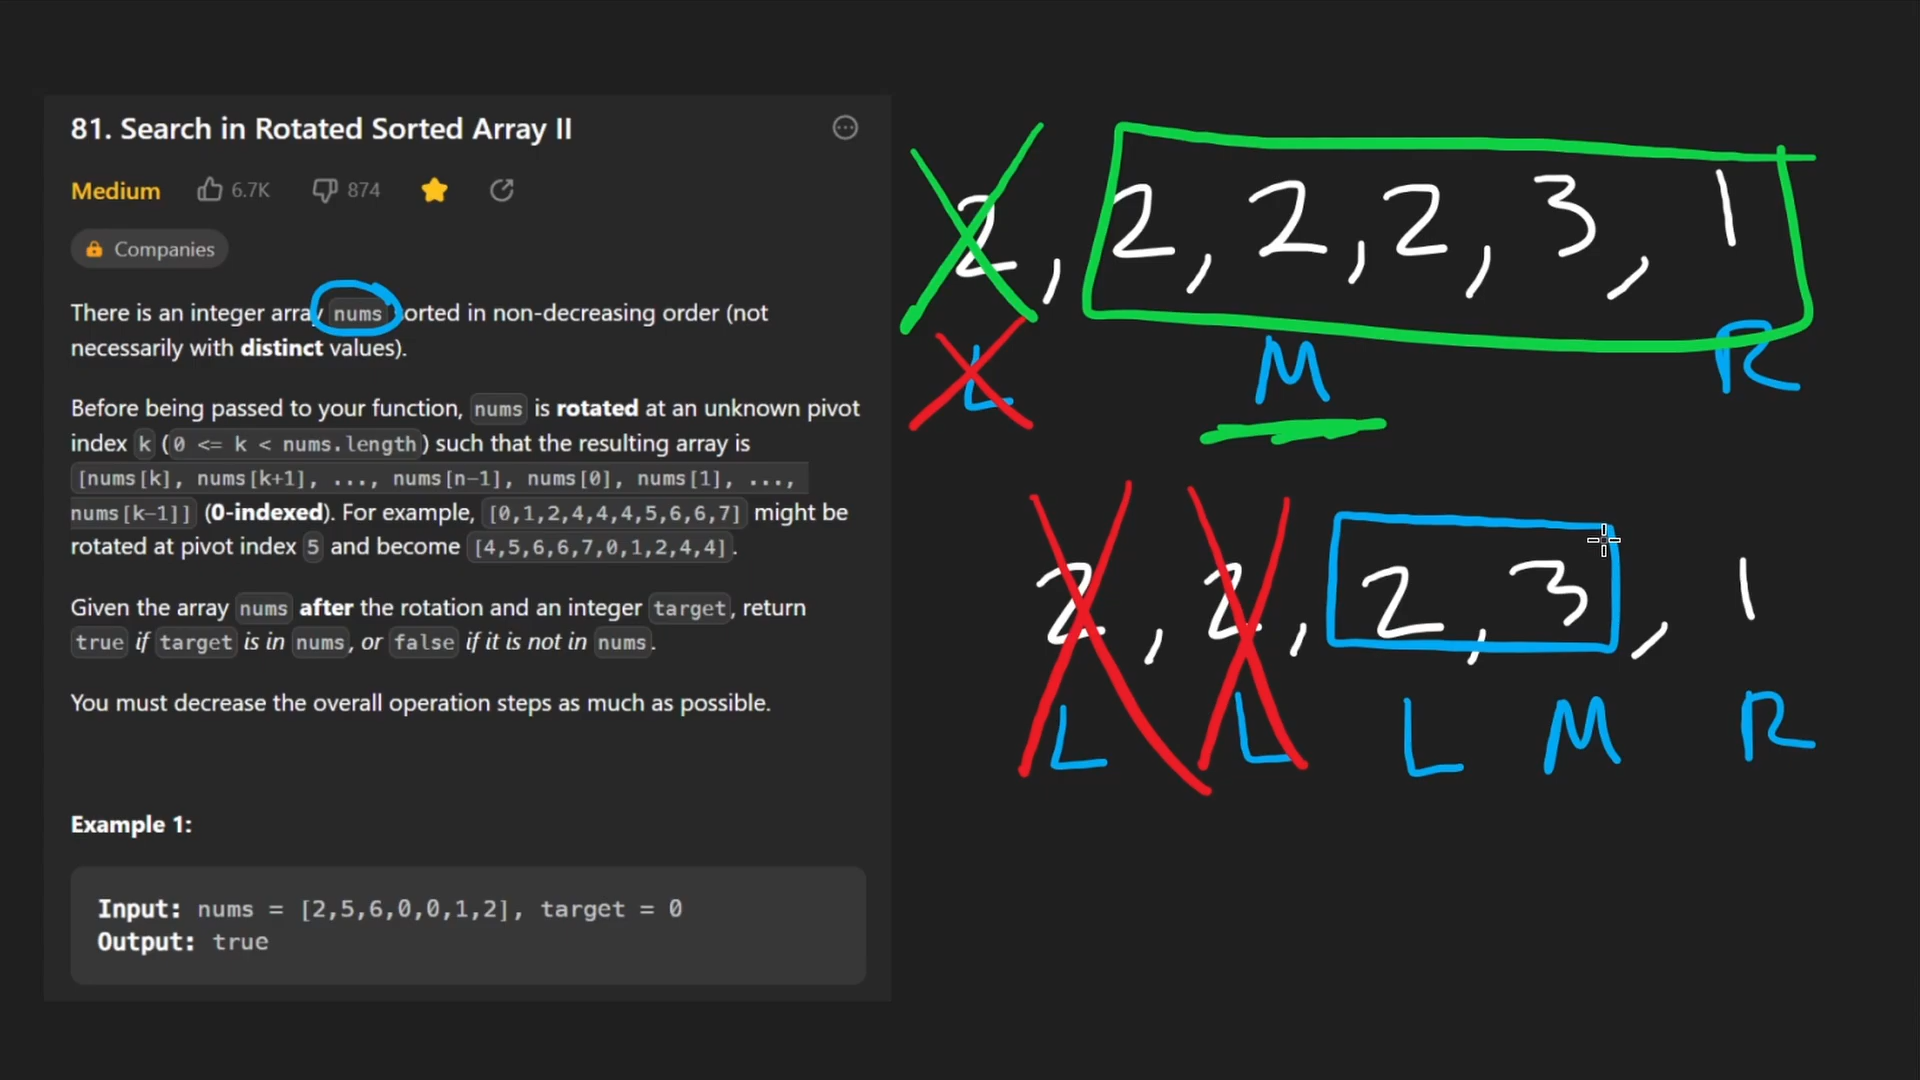 81. Search in Rotated Sorted Array II
Medium 6.7K 874
Companies
There is an integer array nums sorted in non-decreasing order (not
necessarily with distinct values).
Before being passed to your function, nums is rotated at an unknown pivot
index k (0 <= k < nums.length) such that the resulting array is
[nums[k], nums[k+1], ..., nums[n-1], nums[0], nums[1], ...,
nums[k-1]] (0-indexed). For example, [0,1,2,4,4,4,5,6,6,7] might be
rotated at pivot index 5 and become [4,5,6,6,7,0,1,2,4,4].
Given the array nums after the rotation and an integer target, return
true if target is in nums, or false if it is not in nums.
You must decrease the overall operation steps as much as possible.
Example 1:
Input: nums = [2,5,6,0,0,1,2], target = 0
Output: true
2, 2, 2, 2, 3, 1
L M R
2, 2, 2, 3, 1
L L L M R